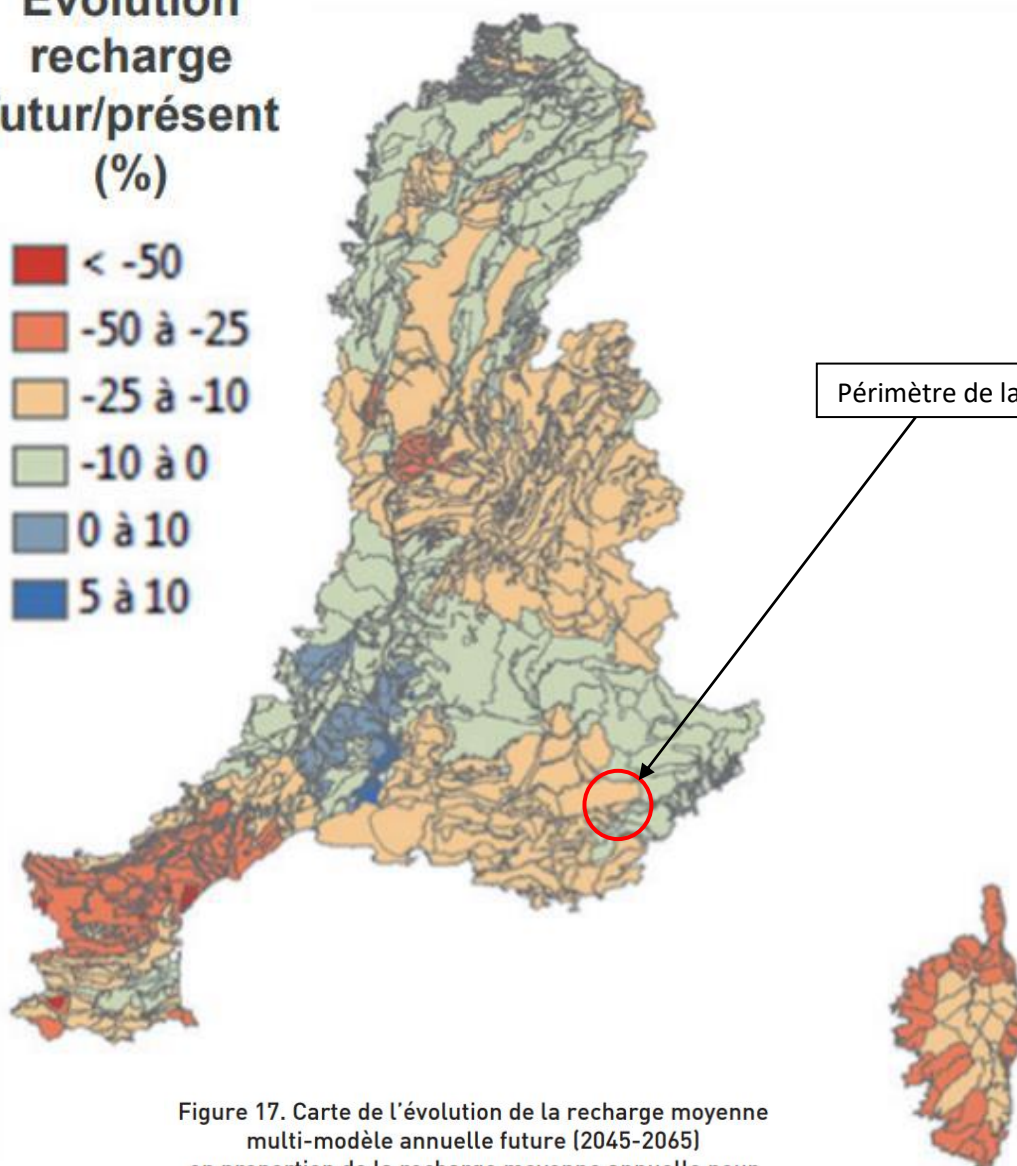 Evolution
recharge
futur/présent
(%)
< -50
-50 à -25
-25 à -10
-10 à 0
0 à 10
5 à 10
Périmètre de la
Figure 17. Carte de l'évolution de la recharge moyenne
multi-modèle annuelle future (2045-2065)
en proportion de la recharge moyenne annuelle pour